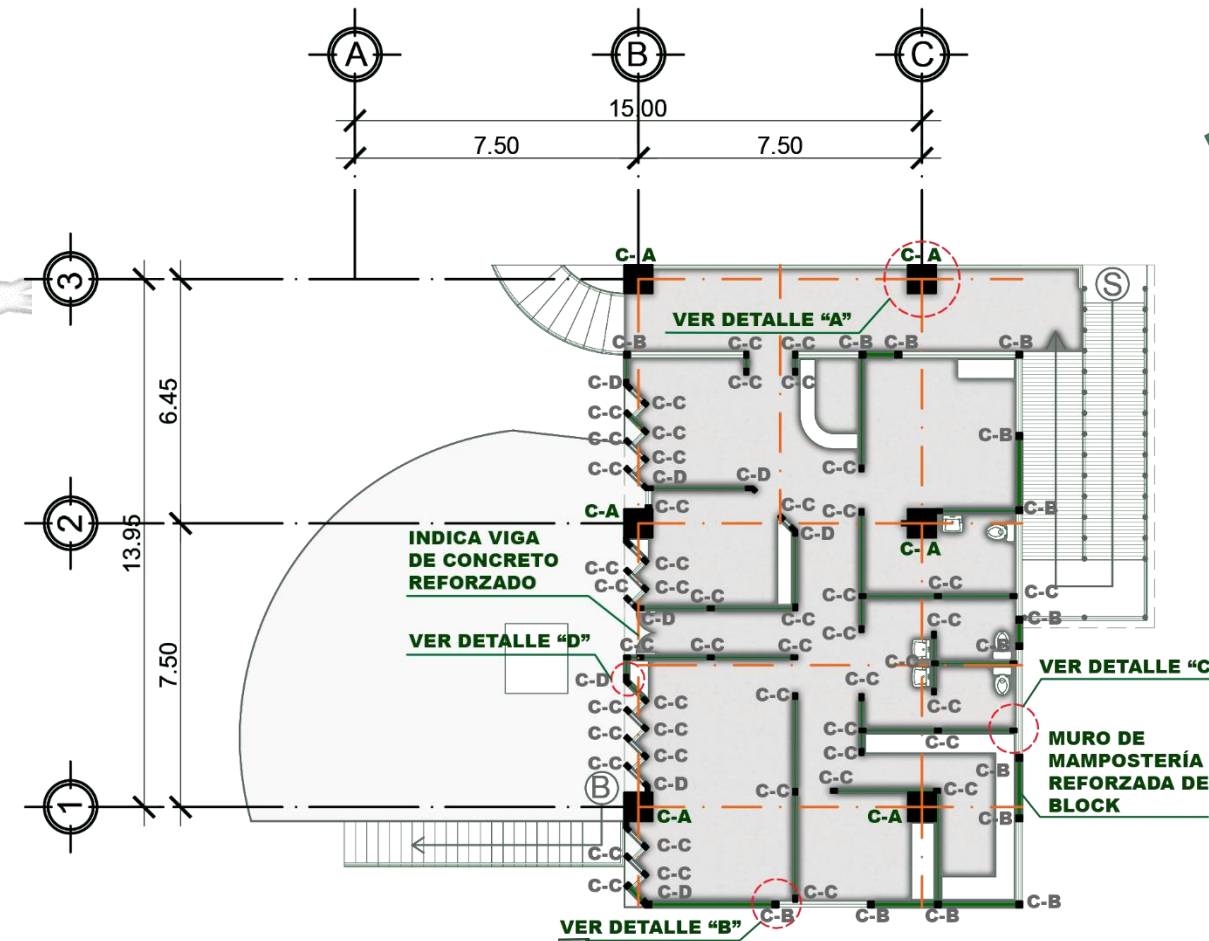 A
B
C
15.00
7.50
7.50
3
C- A
C- A
S
VER DETALLE “A”
C-B
C-C
C-C
C-B
C-B
C-B
6.45
C-D
C-C
C-C
C-C
C-C
C-C
C-B
C-C
C-C
C-C
C-C
C-D
C-D
2
C-A
C-C
C-C
C-B
INDICA VIGA
DE CONCRETO
REFORZADO
C-D
C- A
13.95
C-C
C-C
C-C
C-C
C-C
C-C
C-C
C-C
C-C
C-D
C-C
C-C
C-C
C-B
VER DETALLE “D”
C-C
C-C
C-C
VER DETALLE “C
7.50
C-D
C-C
C-C
C-C
C-C
C-C
C-C
C-C
C-C
MURO DE
MAMPOSTERÍA
REFORZADA DE
BLOCK
C-C
C-C
C-C
C-B
C-C
C-C
B
C-D
C-C
C-C
1
C-A
C-A
C-B
C-C
C-C
C-C
C-C
C-D
C-C
C-B
C-B
C-B
C-B
VER DETALLE “B”